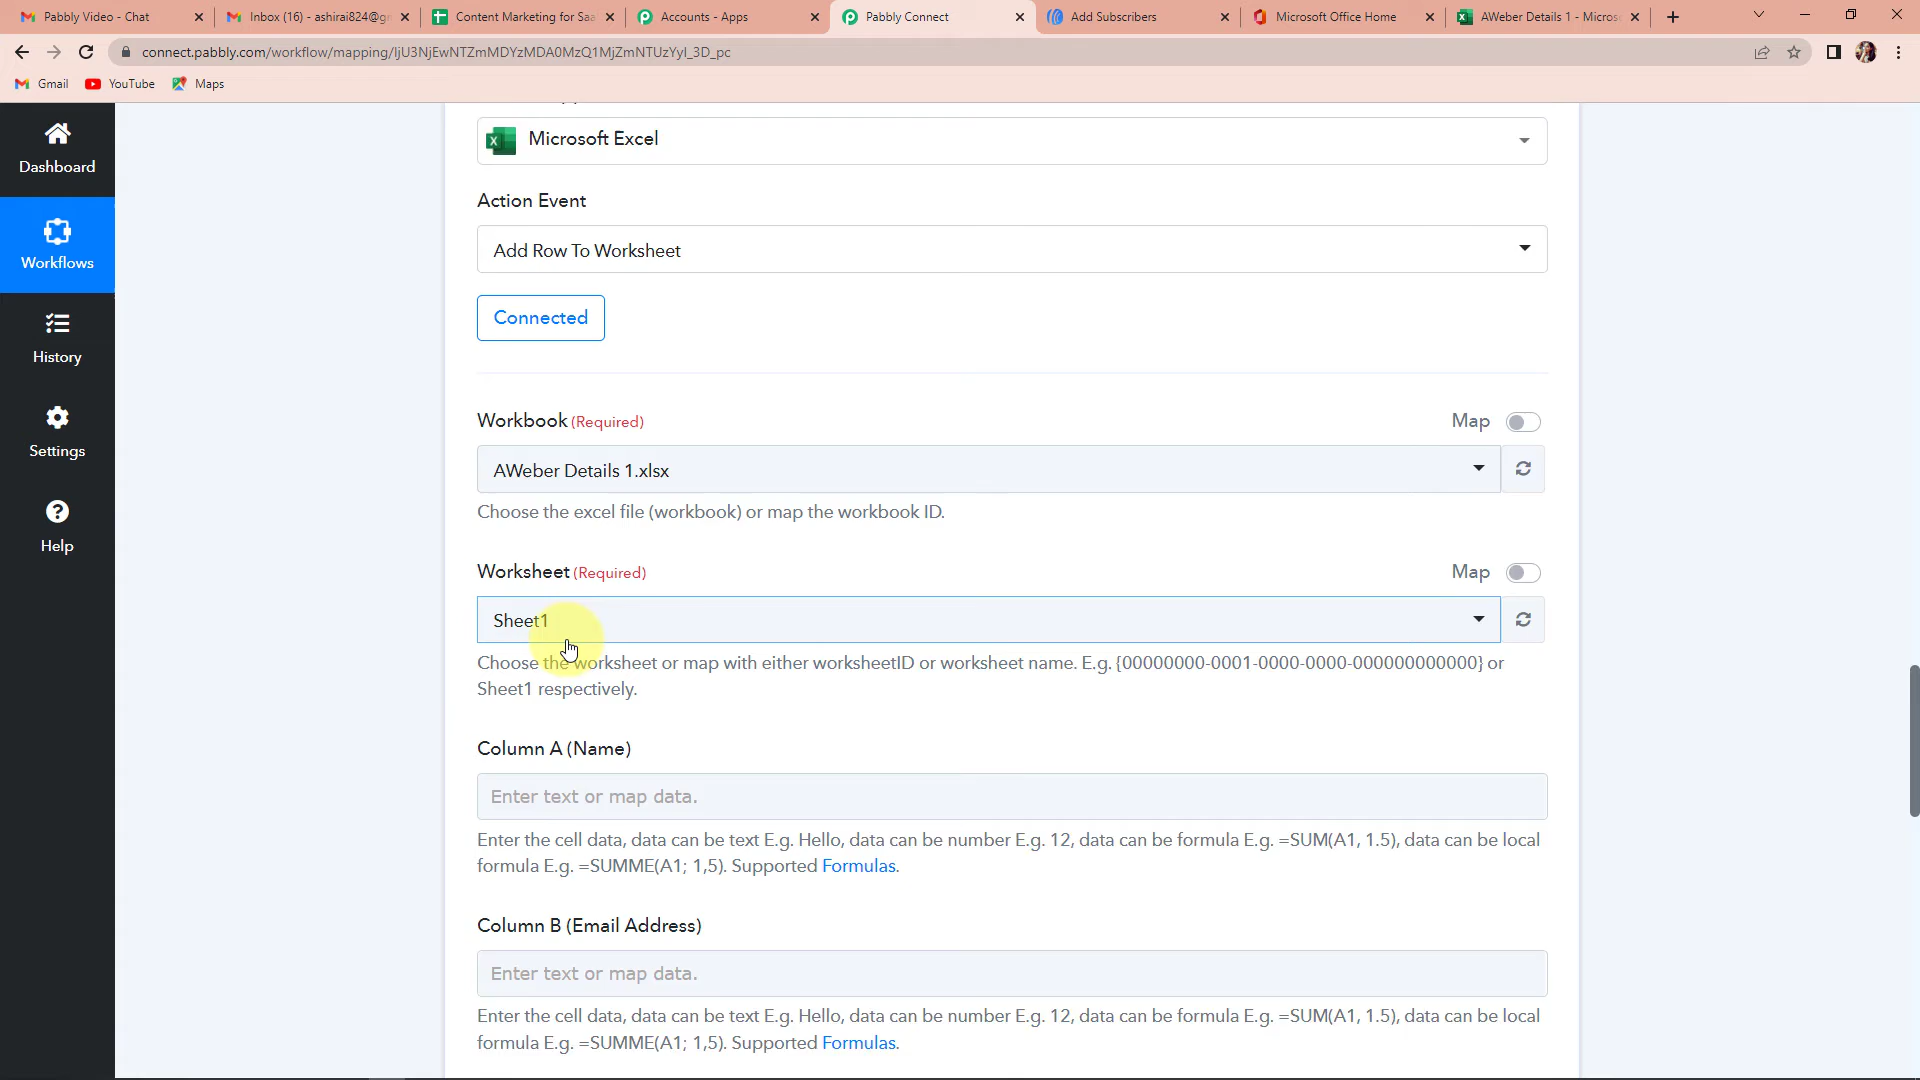 Pabbly Video - Chat
Inbox (16) - ashirai824@gm
Content Marketing for Saa
Accounts - Apps
Pabbly Connect
Add Subscribers
Microsoft Office Home
AWeber Details 1 - Micros
connect.pabbly.com/workflow/mapping/IjU3NjEwNTZmMDYzMDA0MzQ1MjZmNTUzYyI_3D_pc
Gmail
YouTube
Maps
Dashboard
Workflows
History
Settings
Help
Microsoft Excel
Action Event
Add Row To Worksheet
Connected
Workbook (Required)
Map
AWeber Details 1.xlsx
Choose the excel file (workbook) or map the workbook ID.
Worksheet (Required)
Map
Sheet1
Choose the worksheet or map with either worksheetID or worksheet name. E.g. {00000000-0001-0000-0000-000000000000} or
Sheet1 respectively.
Column A (Name)
Enter text or map data.
Enter the cell data, data can be text E.g. Hello, data can be number E.g. 12, data can be formula E.g. =SUM(A1, 1.5), data can be local
formula E.g. =SUMME(A1; 1,5). Supported Formulas.
Column B (Email Address)
Enter text or map data.
Enter the cell data, data can be text E.g. Hello, data can be number E.g. 12, data can be formula E.g. =SUM(A1, 1.5), data can be local
formula E.g. =SUMME(A1; 1,5). Supported Formulas.